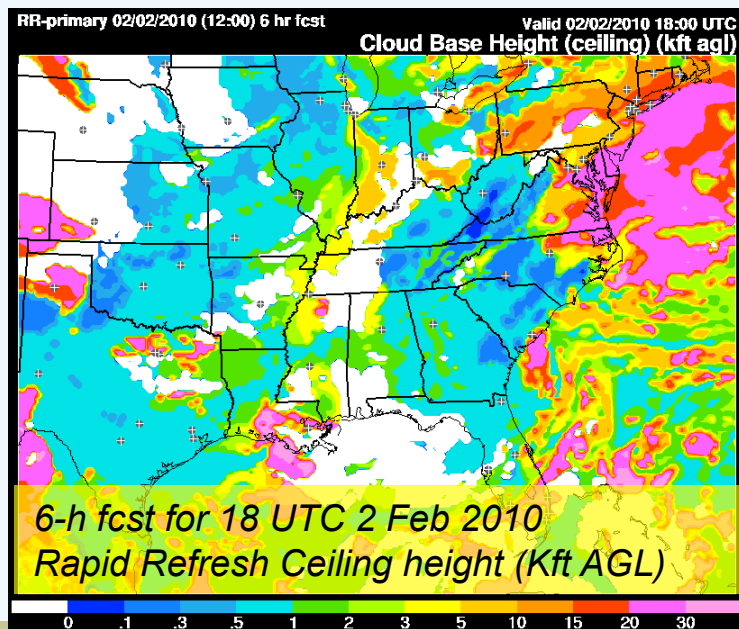 RR-primary 02/02/2010 (12:00) 6 hr fcst
Valid 02/02/2010 18:00 UTC
Cloud Base Height (ceiling) (kft agl)
6-h fcst for 18 UTC 2 Feb 2010
Rapid Refresh Ceiling height (Kft AGL)
0 .1 .3 .5 1 2 3 5 10 15 20 30